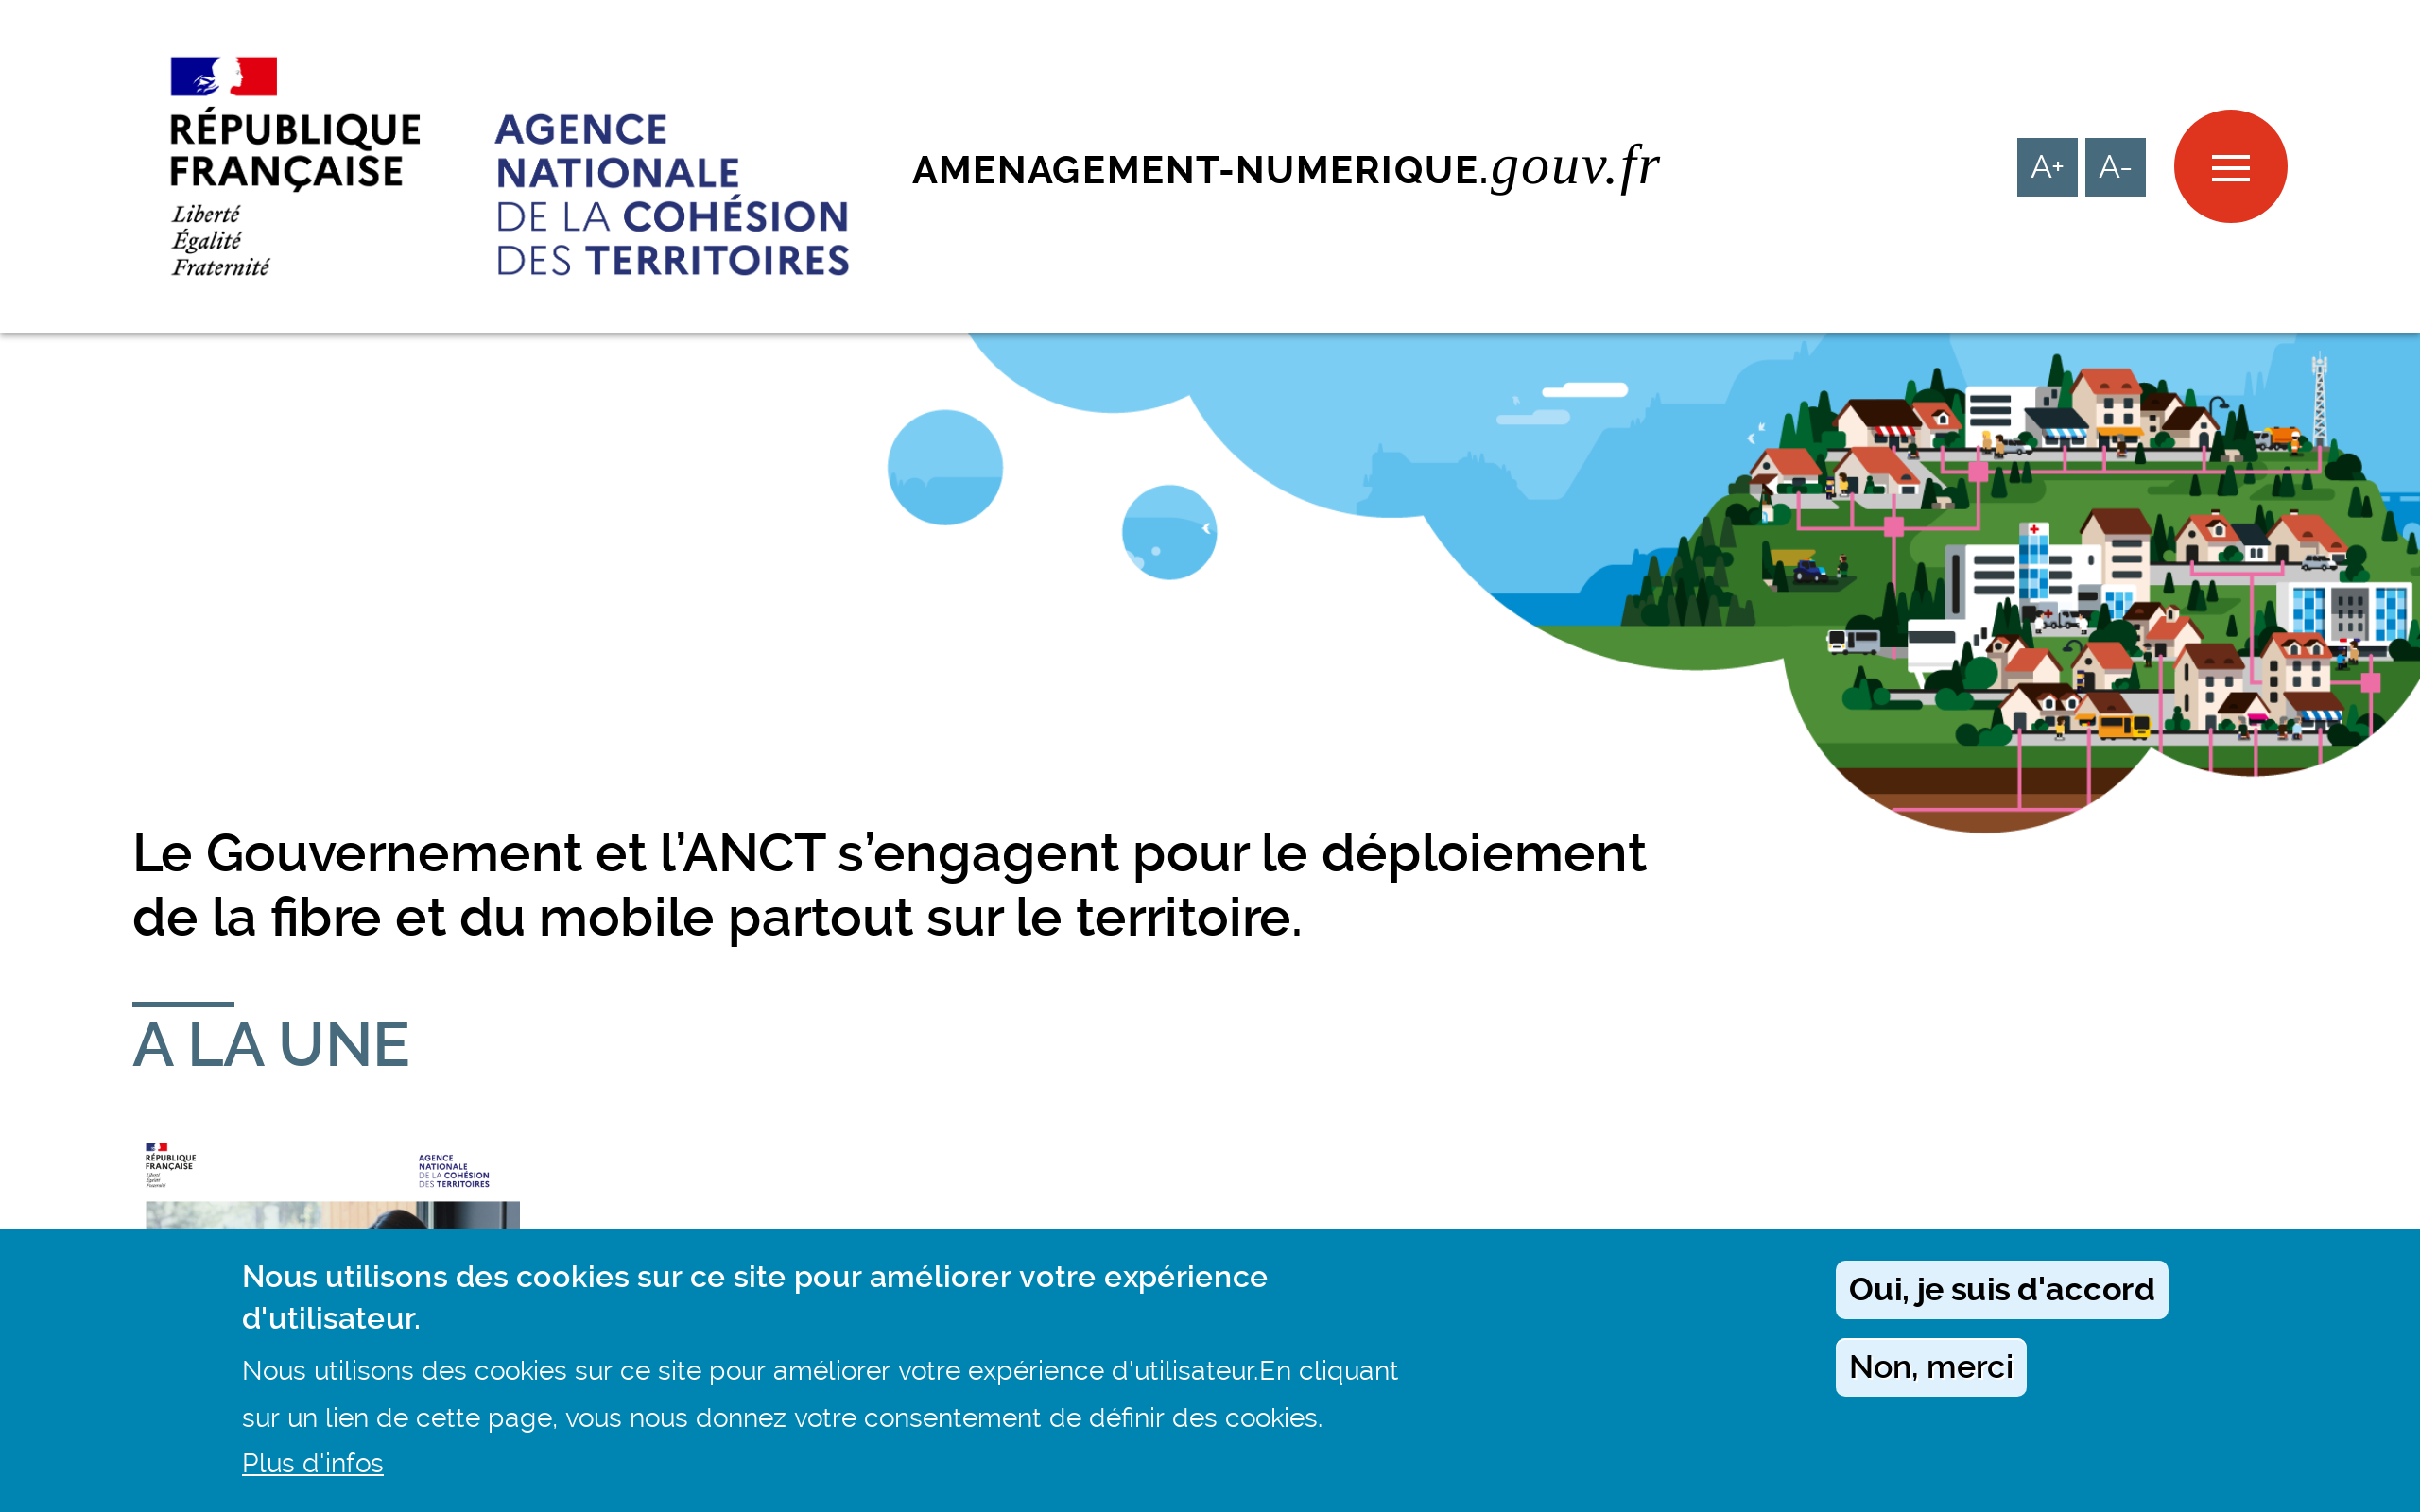 RÉPUBLIQUE
FRANÇAISE
Liberté
Égalité
Fraternité
AGENCE
NATIONALE
DE LA COHÉSION
DES TERRITOIRES
AMENAGEMENT-NUMERIQUE.gouv.fr
A+ A-
Le Gouvernement et l’ANCT s’engagent pour le déploiement
de la fibre et du mobile partout sur le territoire.
A LA UNE
RÉPUBLIQUE
FRANÇAISE
Liberté
Égalité
Fraternité
AGENCE
NATIONALE
DE LA COHÉSION
DES TERRITOIRES
Nous utilisons des cookies sur ce site pour améliorer votre expérience
d'utilisateur.
Nous utilisons des cookies sur ce site pour améliorer votre expérience d'utilisateur.En cliquant
sur un lien de cette page, vous nous donnez votre consentement de définir des cookies.
Plus d'infos
Oui, je suis d'accord
Non, merci